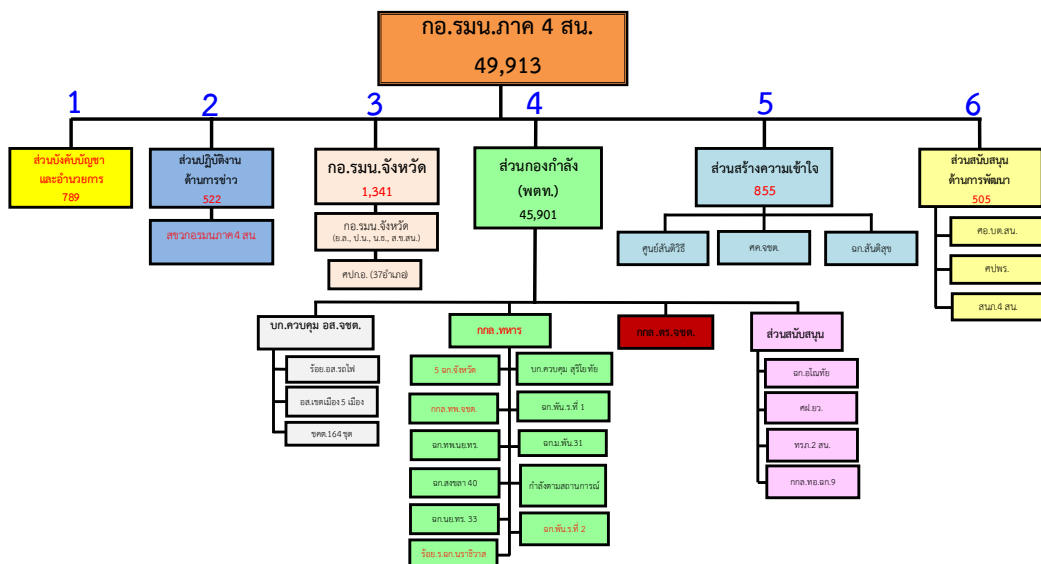 กอ.รมน.ภาค 4 สน.
49,913
1
2
3
4
5
6
ส่วนบังคับบัญชา
และอำนวยการ
789
ส่วนปฏิบัติงาน
ด้านการข่าว
522
สขวกอรมนภาค4 สน
กอ.รมน.จังหวัด
1,341
กอ.รมน.จังหวัด
(ย.ล., ป.น., น.ธ., ส.ข.สน.)
ศปก.อ. (37อำเภอ)
ส่วนกองกำลัง
(พตท.)
45,901
ส่วนสร้างความเข้าใจ
855
ศูนย์สันติวิธี
ศค.จชต.
ฉก.สันติสุข
ส่วนสนับสนุน
ด้านการพัฒนา
505
ศอ.บต.สน.
ศปพร.
สนภ.4 สน.
บก.ควบคุม อส.จชต.
ร้อย.อส.รถไฟ
อส.เขตเมือง 5 เมือง
ชคต.164 ชุด
กกล.ทหาร
5 ฉก.จังหวัด
บก.ควบคุม สุริโยทัย
กกล.ทพ.จชต.
ฉก.พัน.ร.ที่ 1
ฉก.ทพ.นย.ทร.
ฉก.ม.พัน.31
ฉก.สงขลา 40
กำลังตามสถานการณ์
ฉก.นย.ทร. 33
ฉก.พัน.ร.ที่ 2
ร้อย.ร.ฉก.นราธิวาส
กกล.ตร.จชต.
ส่วนสนับสนุน
ฉก.อโณทัย
ศฝ.ยว.
ทรภ.2 สน.
กกล.ทอ.ฉก.9